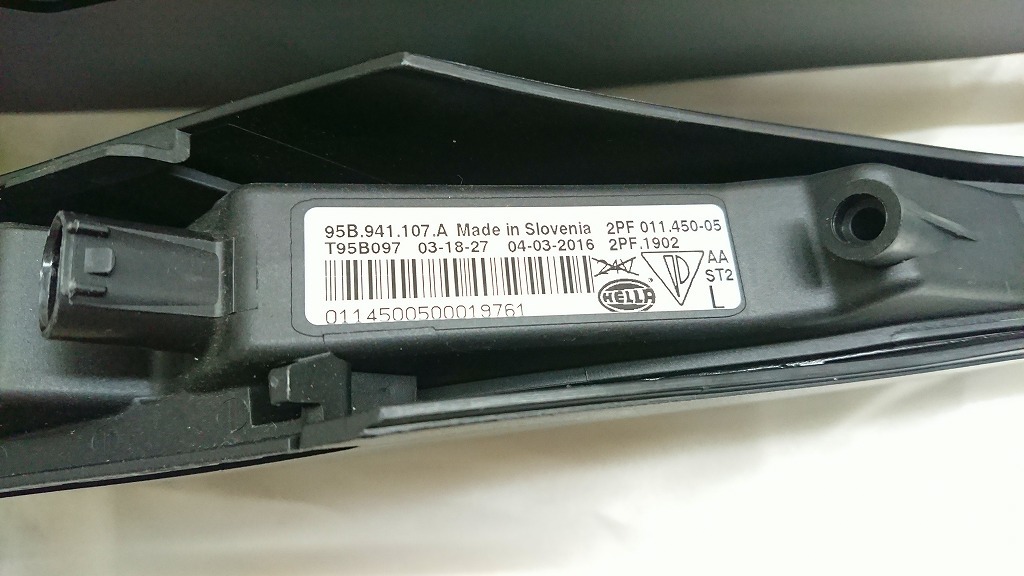 95B.941.107.A Made in Slovenia 2PF 011.450-05
T95B097 03-18-27 04-03-2016 2PF.1902
24V
AA
ST2
HELLA
L
0114500500019761